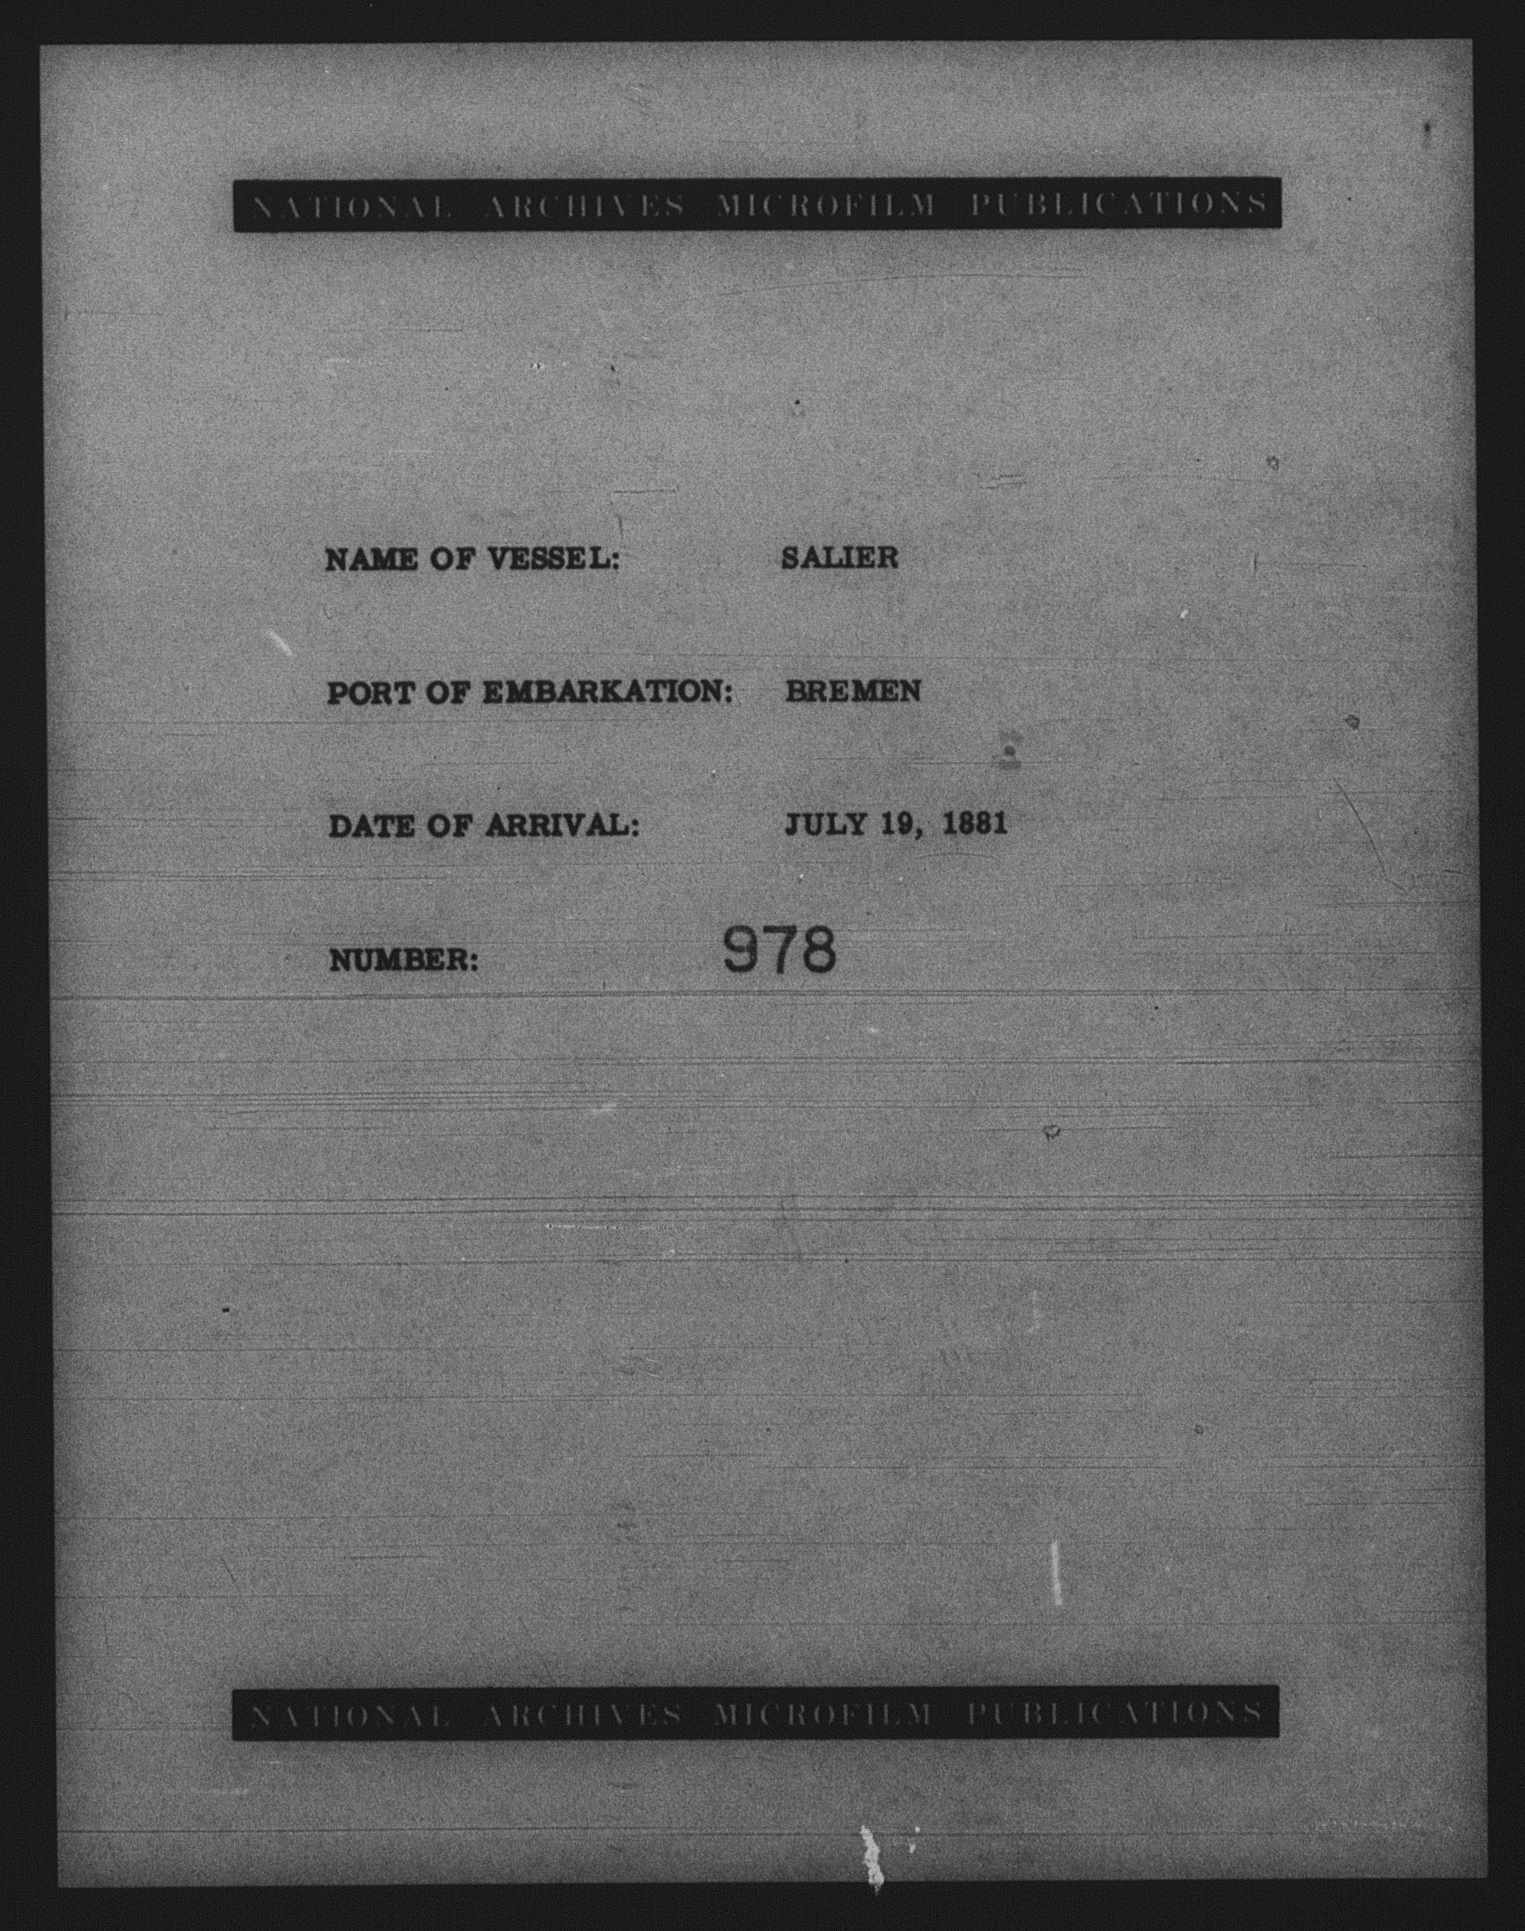 NATIONAL ARCHIVES MICROFILM PUBLICATIONS
NAME OF VESSEL: SALIER
PORT OF EMBARKATION: BREMEN
DATE OF ARRIVAL: JULY 19, 1881
NUMBER: 978
NATIONAL ARCHIVES MICROFILM PUBLICATIONS